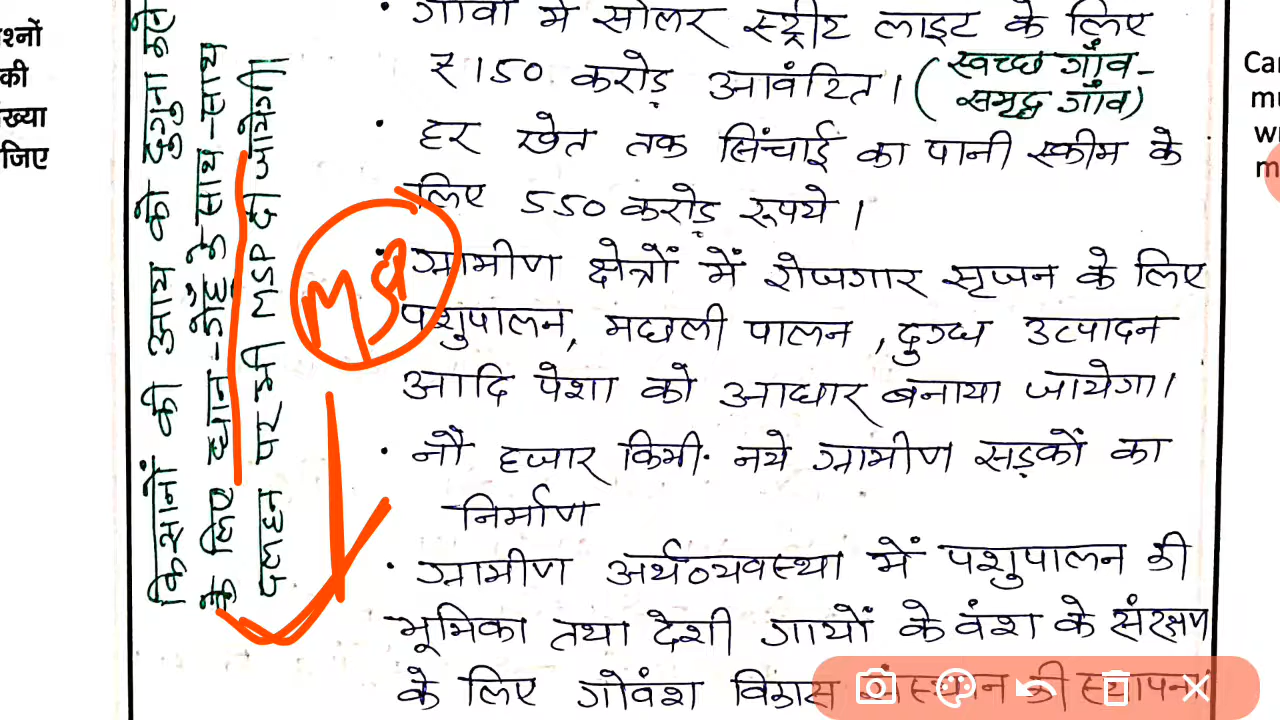 श्नों
की
ंख्या
जिए
किसानों की आय को दुगुना करने
के लिए धान-गेहूँ के साथ-साथ
दलहन पर भी MSP दी जायेगी।
• गांवों में सोलर स्ट्रीट लाइट के लिए
₹150 करोड़ आवंटित। (स्वच्छ गाँव-
समृद्ध गाँव)
• हर खेत तक सिंचाई का पानी स्कीम के
लिए 550 करोड़ रूपये।
• ग्रामीण क्षेत्रों में रोजगार सृजन के लिए
पशुपालन, मछली पालन, दुग्ध उत्पादन
आदि पेशा को आधार बनाया जायेगा।
• नौ हजार किमी. नये ग्रामीण सड़कों का
निर्माण
• ग्रामीण अर्थव्यवस्था में पशुपालन की
भूमिका तथा देशी गायों के वंश के संरक्षण
के लिए गोवंश विकास संस्थान की स्थापना
Car
mu
w
m